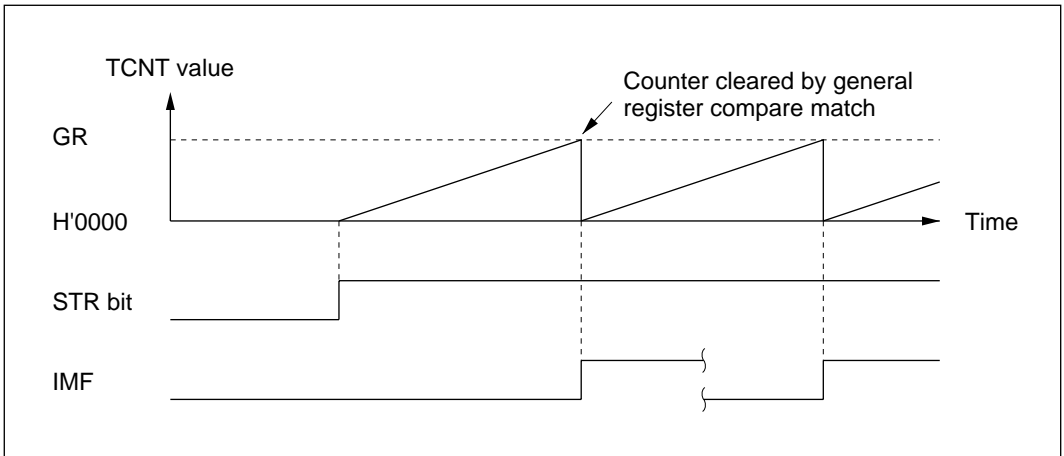 TCNT value
Counter cleared by general
register compare match
GR
H'0000
Time
STR bit
IMF